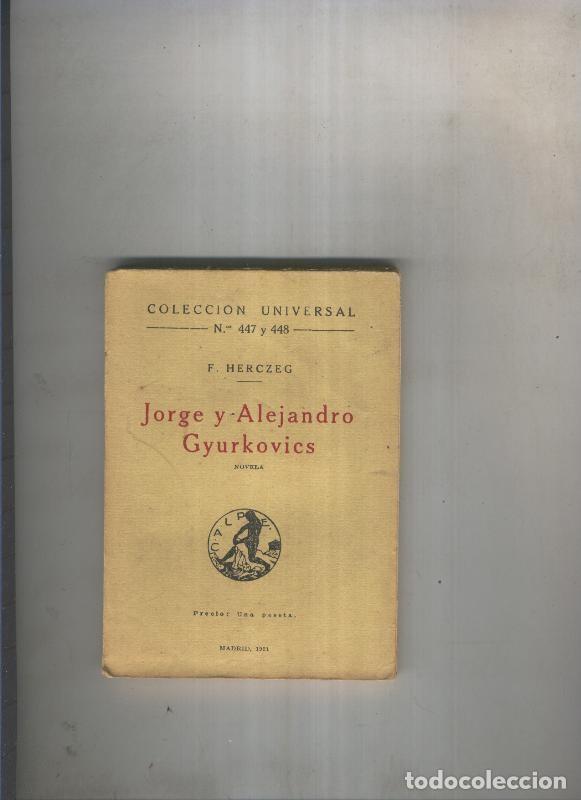 COLECCION UNIVERSAL
N.os 447 y 448
F. HERCZEG
Jorge y Alejandro
Gyurkovics
NOVELA
CALPE
Precio: Una peseta.
MADRID, 1921
todocoleccion